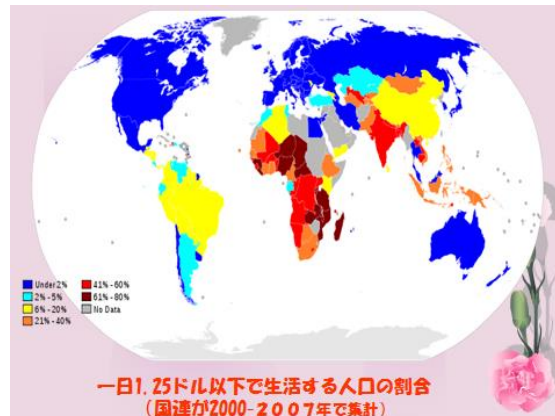 Under 2%
2% - 5%
6% - 20%
21% - 40%
41% - 60%
61% - 80%
No Data
一日1.25ドル以下で生活する人口の割合
(国連が2000-2007年で集計)